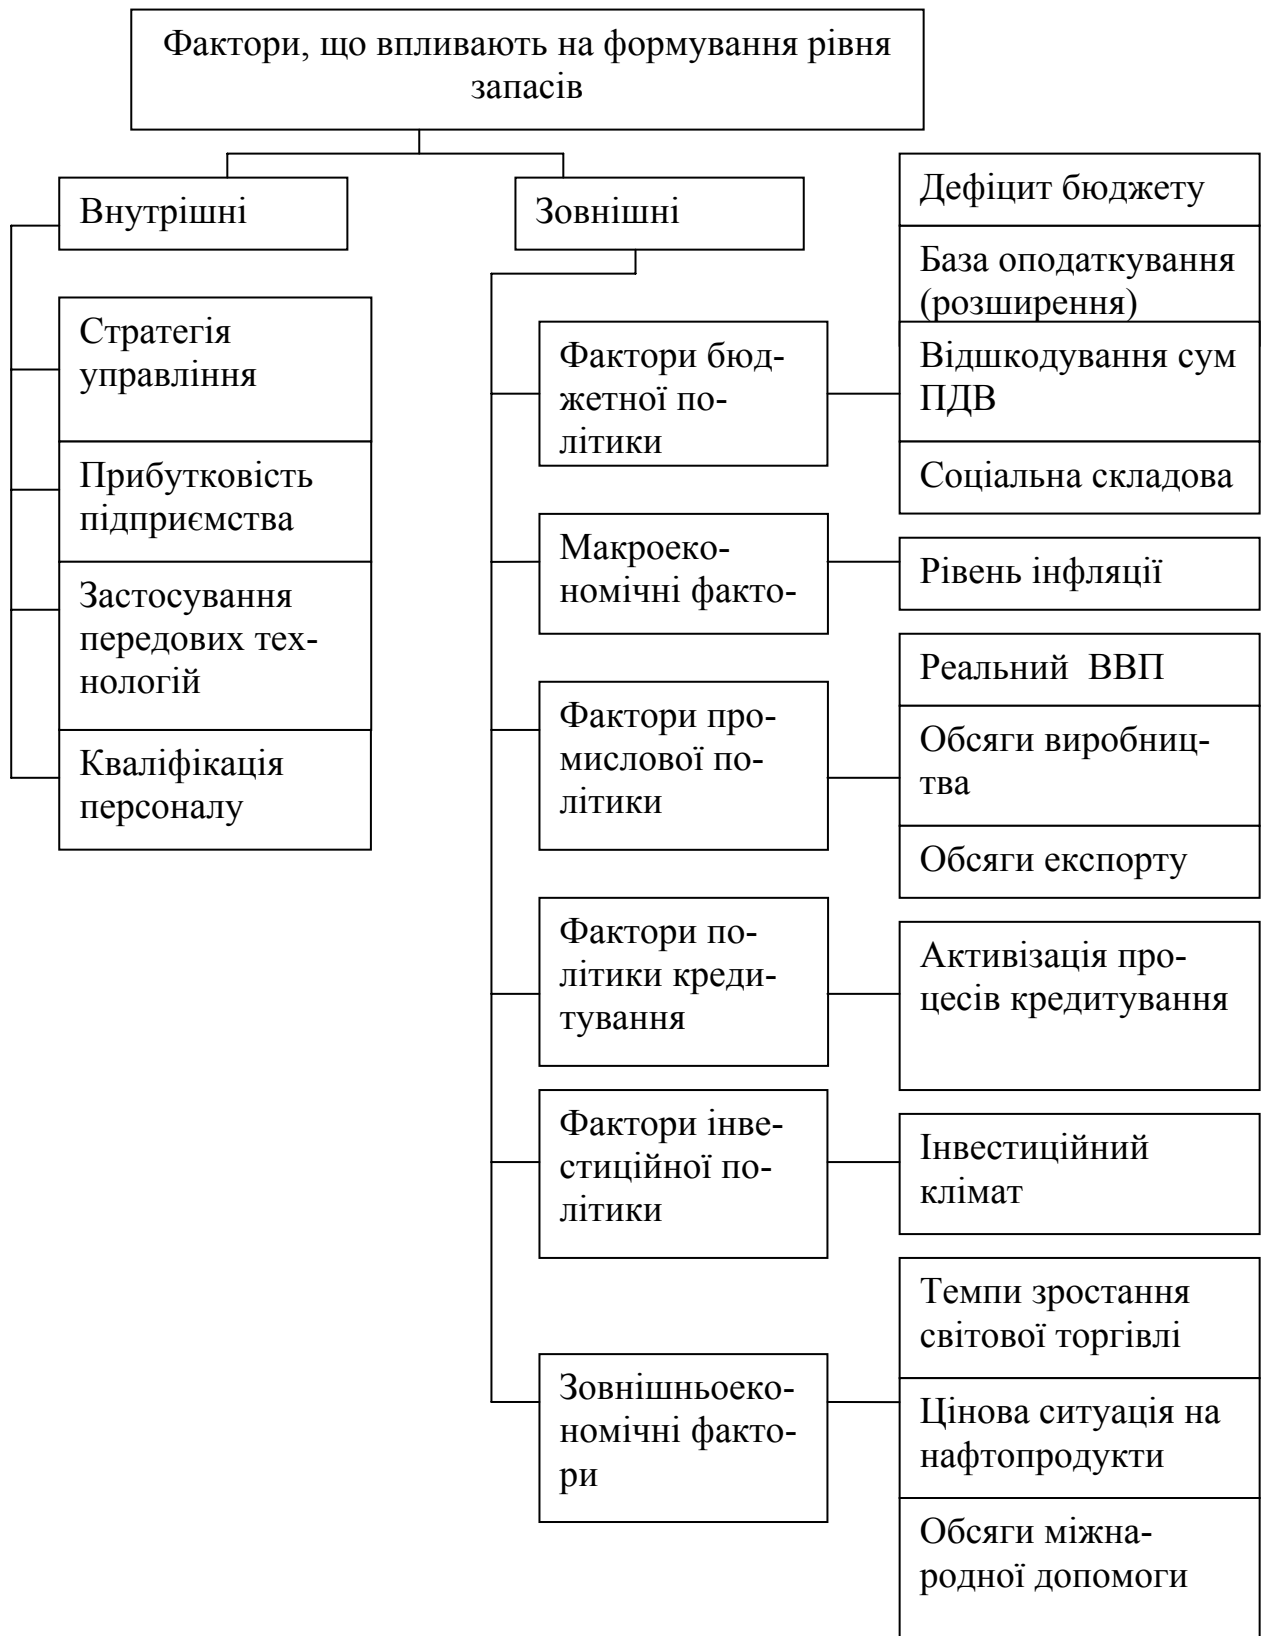 Фактори, що впливають на формування рівня
запасів
Внутрішні
Стратегія
управління
Прибутковість
підприємства
Застосування
передових тех-
нологій
Кваліфікація
персоналу
Зовнішні
Фактори бюд-
жетної по-
літики
Дефіцит бюджету
База оподаткування
(розширення)
Відшкодування сум
ПДВ
Соціальна складова
Макроеко-
номічні факто-
Рівень інфляції
Фактори про-
мислової по-
літики
Реальний ВВП
Обсяги виробниц-
тва
Обсяги експорту
Фактори по-
літики креди-
тування
Активізація про-
цесів кредитування
Фактори інве-
стиційної по-
літики
Інвестиційний
клімат
Зовнішньоеко-
номічні факто-
ри
Темпи зростання
світової торгівлі
Цінова ситуація на
нафтопродукти
Обсяги міжна-
родної допомоги